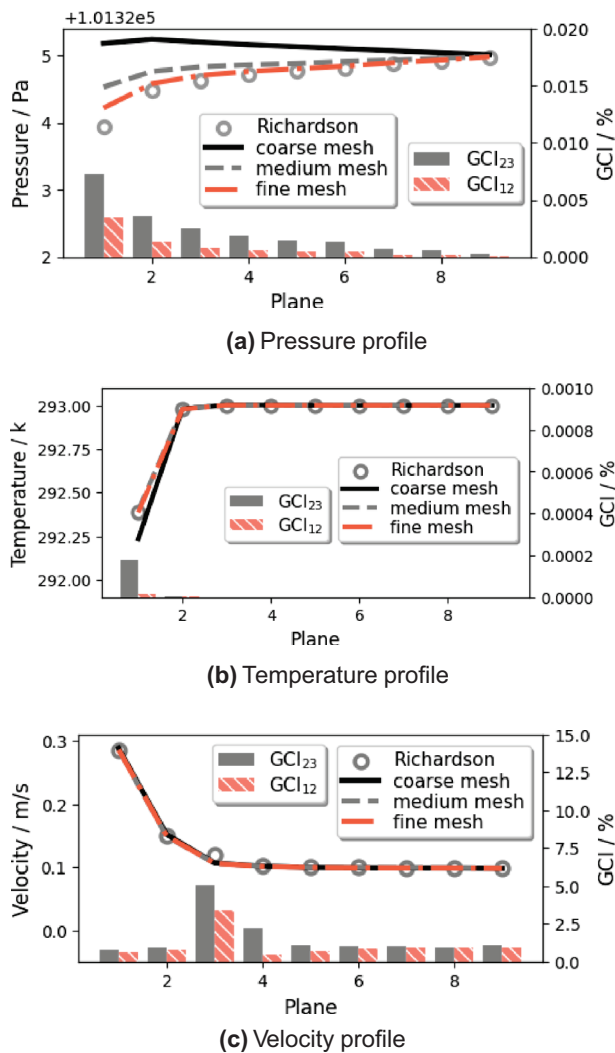 +1.0132e5
5
4
3
2
Pressure / Pa
0.020
0.015
0.010
0.005
0.000
GCI / %
Richardson
coarse mesh
medium mesh
fine mesh
GCI₂₃
GCI₁₂
2 4 6 8
Plane
(a) Pressure profile
293.00
292.75
292.50
292.25
292.00
Temperature / k
0.0010
0.0008
0.0006
0.0004
0.0002
0.0000
GCI / %
GCI₂₃
GCI₁₂
Richardson
coarse mesh
medium mesh
fine mesh
2 4 6 8
Plane
(b) Temperature profile
0.3
0.2
0.1
0.0
Velocity / m/s
15.0
12.5
10.0
7.5
5.0
2.5
0.0
GCI / %
GCI₂₃
GCI₁₂
Richardson
coarse mesh
medium mesh
fine mesh
2 4 6 8
Plane
(c) Velocity profile